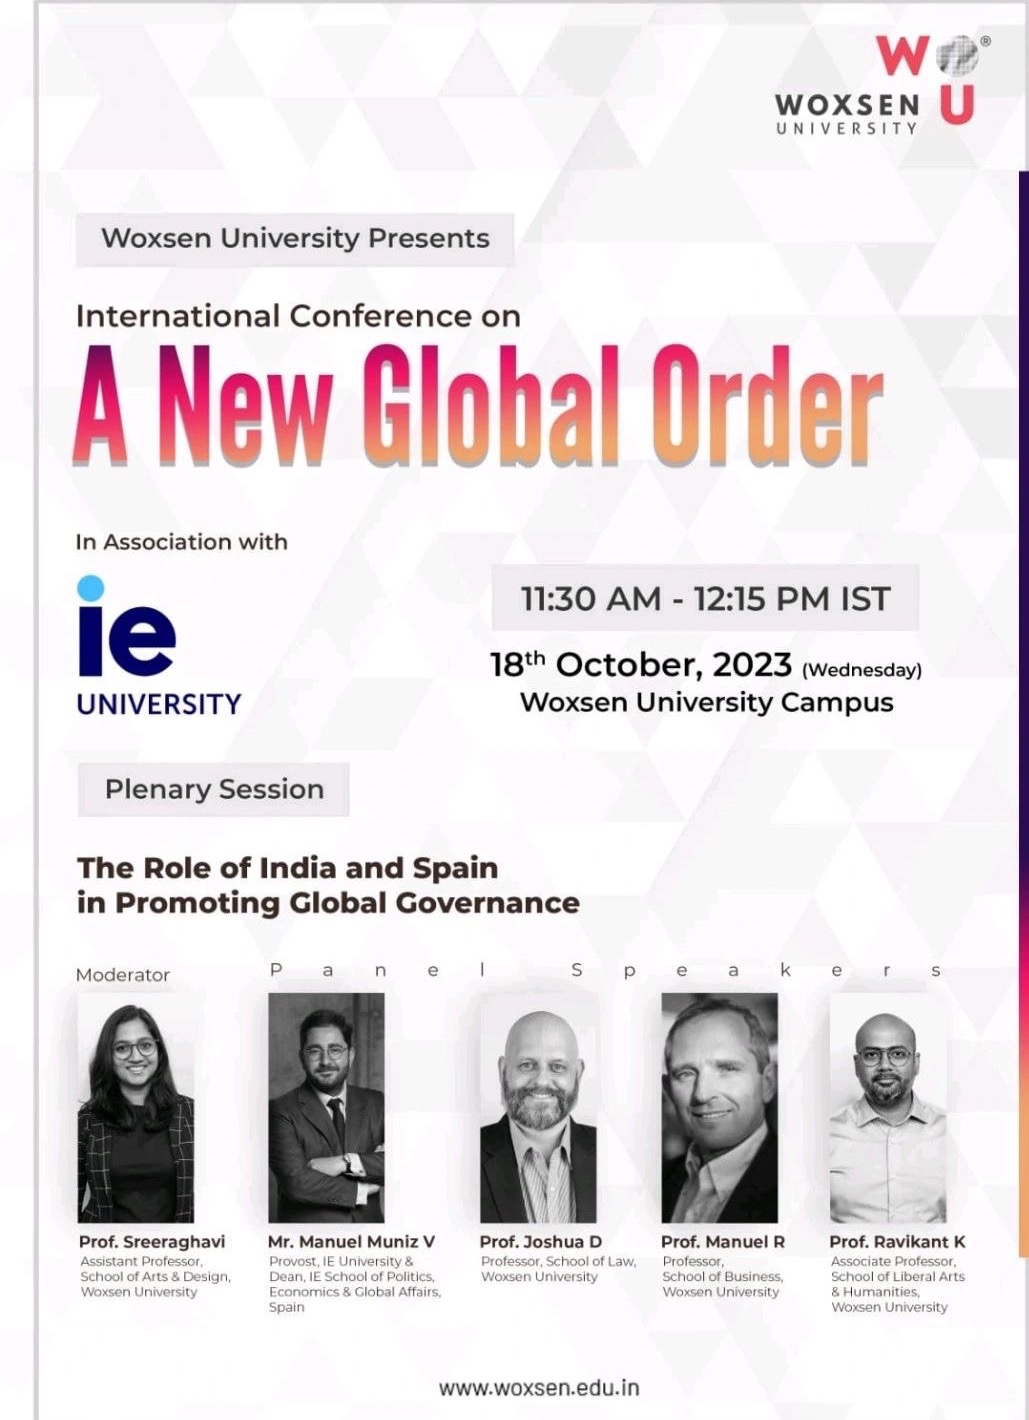 W ®
WOXSEN U
UNIVERSITY
Woxsen University Presents
International Conference on
A New Global Order
In Association with
ie
UNIVERSITY
11:30 AM - 12:15 PM IST
18th October, 2023 (Wednesday)
Woxsen University Campus
Plenary Session
The Role of India and Spain
in Promoting Global Governance
Moderator
Panel Speakers
Prof. Sreeraghavi
Assistant Professor,
School of Arts & Design,
Woxsen University
Mr. Manuel Muniz V
Provost, IE University &
Dean, IE School of Politics,
Economics & Global Affairs,
Spain
Prof. Joshua D
Professor, School of Law,
Woxsen University
Prof. Manuel R
Professor,
School of Business,
Woxsen University
Prof. Ravikant K
Associate Professor,
School of Liberal Arts
& Humanities,
Woxsen University
www.woxsen.edu.in